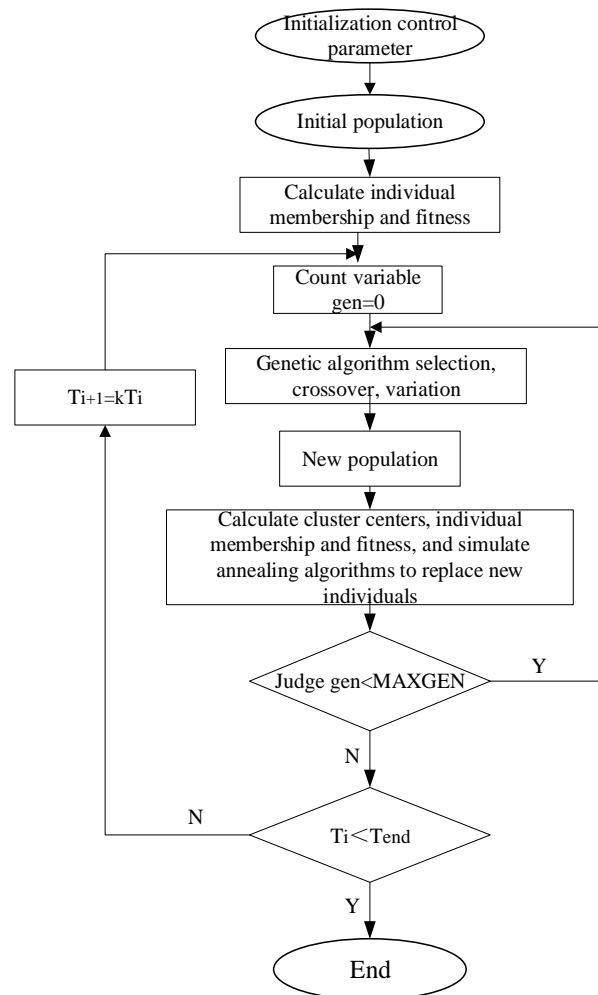 Initialization control
parameter
Initial population
Calculate individual
membership and fitness
Count variable
gen=0
Genetic algorithm selection,
crossover, variation
Ti+1=kTi
New population
Calculate cluster centers, individual
membership and fitness, and simulate
annealing algorithms to replace new
individuals
Judge gen<MAXGEN
Y
N
N
Ti＜Tend
Y
End